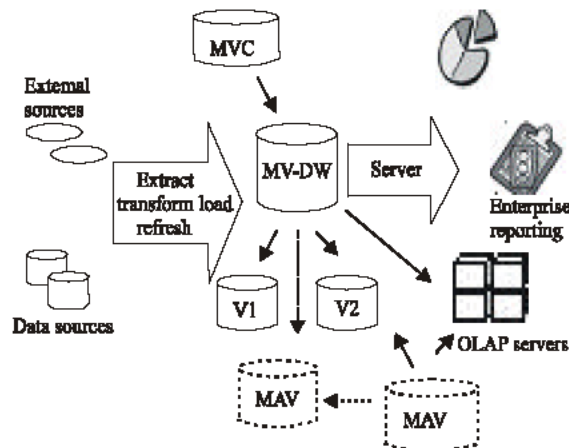 MVC
External
sources
MV-DW
Extract
transform load
refresh
Server
Enterprise
reporting
V1
V2
Data sources
OLAP servers
MAV
MAV